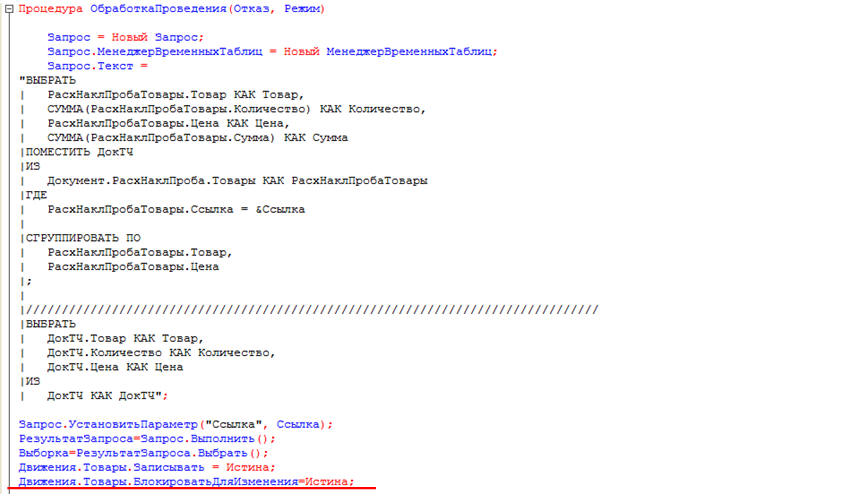 Процедура ОбработкаПроведения(Отказ, Режим)
Запрос = Новый Запрос;
Запрос.МенеджерВременныхТаблиц = Новый МенеджерВременныхТаблиц;
Запрос.Текст =
"ВЫБРАТЬ
| РасхНаклПробаТовары.Товар КАК Товар,
| СУММА(РасхНаклПробаТовары.Количество) КАК Количество,
| РасхНаклПробаТовары.Цена КАК Цена,
| СУММА(РасхНаклПробаТовары.Сумма) КАК Сумма
|ПОМЕСТИТЬ ДокТЧ
|ИЗ
| Документ.РасхНаклПроба.Товары КАК РасхНаклПробаТовары
|ГДЕ
| РасхНаклПробаТовары.Ссылка = &Ссылка
|
|СГРУППИРОВАТЬ ПО
| РасхНаклПробаТовары.Товар,
| РасхНаклПробаТовары.Цена
|;
|
|////////////////////////////////////////////////////////////////////////////////
|ВЫБРАТЬ
| ДокТЧ.Товар КАК Товар,
| ДокТЧ.Количество КАК Количество,
| ДокТЧ.Цена КАК Цена
|ИЗ
| ДокТЧ КАК ДокТЧ";
Запрос.УстановитьПараметр("Ссылка", Ссылка);
РезультатЗапроса=Запрос.Выполнить();
Выборка=РезультатЗапроса.Выбрать();
Движения.Товары.Записывать = Истина;
Движения.Товары.БлокироватьДляИзменения=Истина;